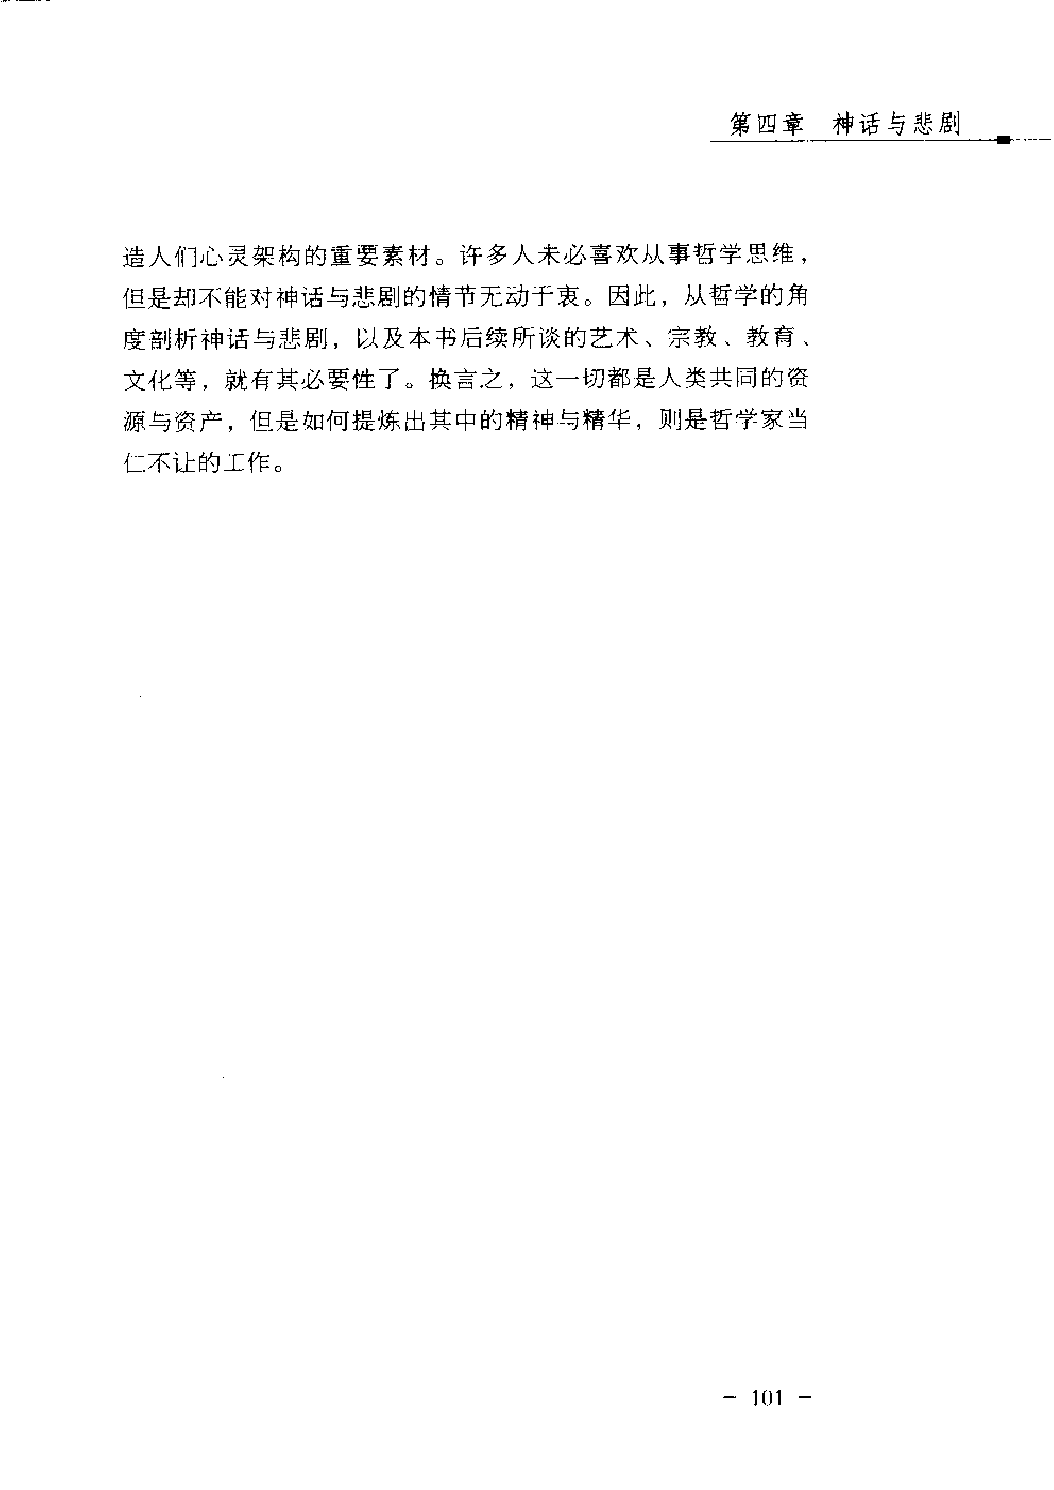 第四章 神话与悲剧
造人们心灵架构的重要素材。许多人未必喜欢从事哲学思维，
但是却不能对神话与悲剧的情节无动于衷。因此，从哲学的角
度剖析神话与悲剧，以及本书后续所谈的艺术、宗教、教育、
文化等，就有其必要性了。换言之，这一切都是人类共同的资
源与资产，但是如何提炼出其中的精神与精华，则是哲学家当
仁不让的工作。
－ 101 －